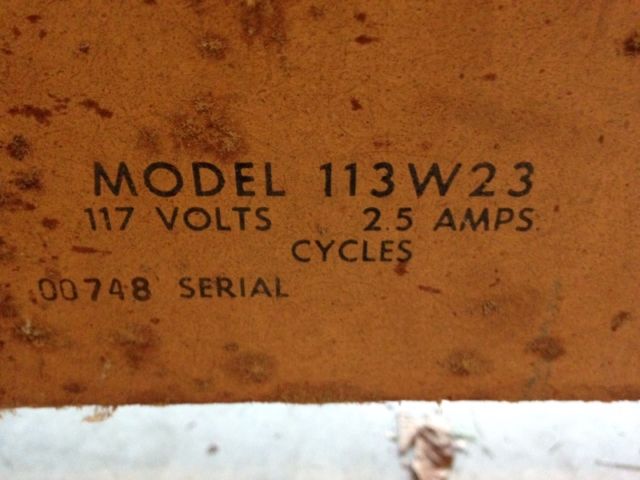 MODEL 113W23
117 VOLTS 2.5 AMPS.
CYCLES
00748 SERIAL